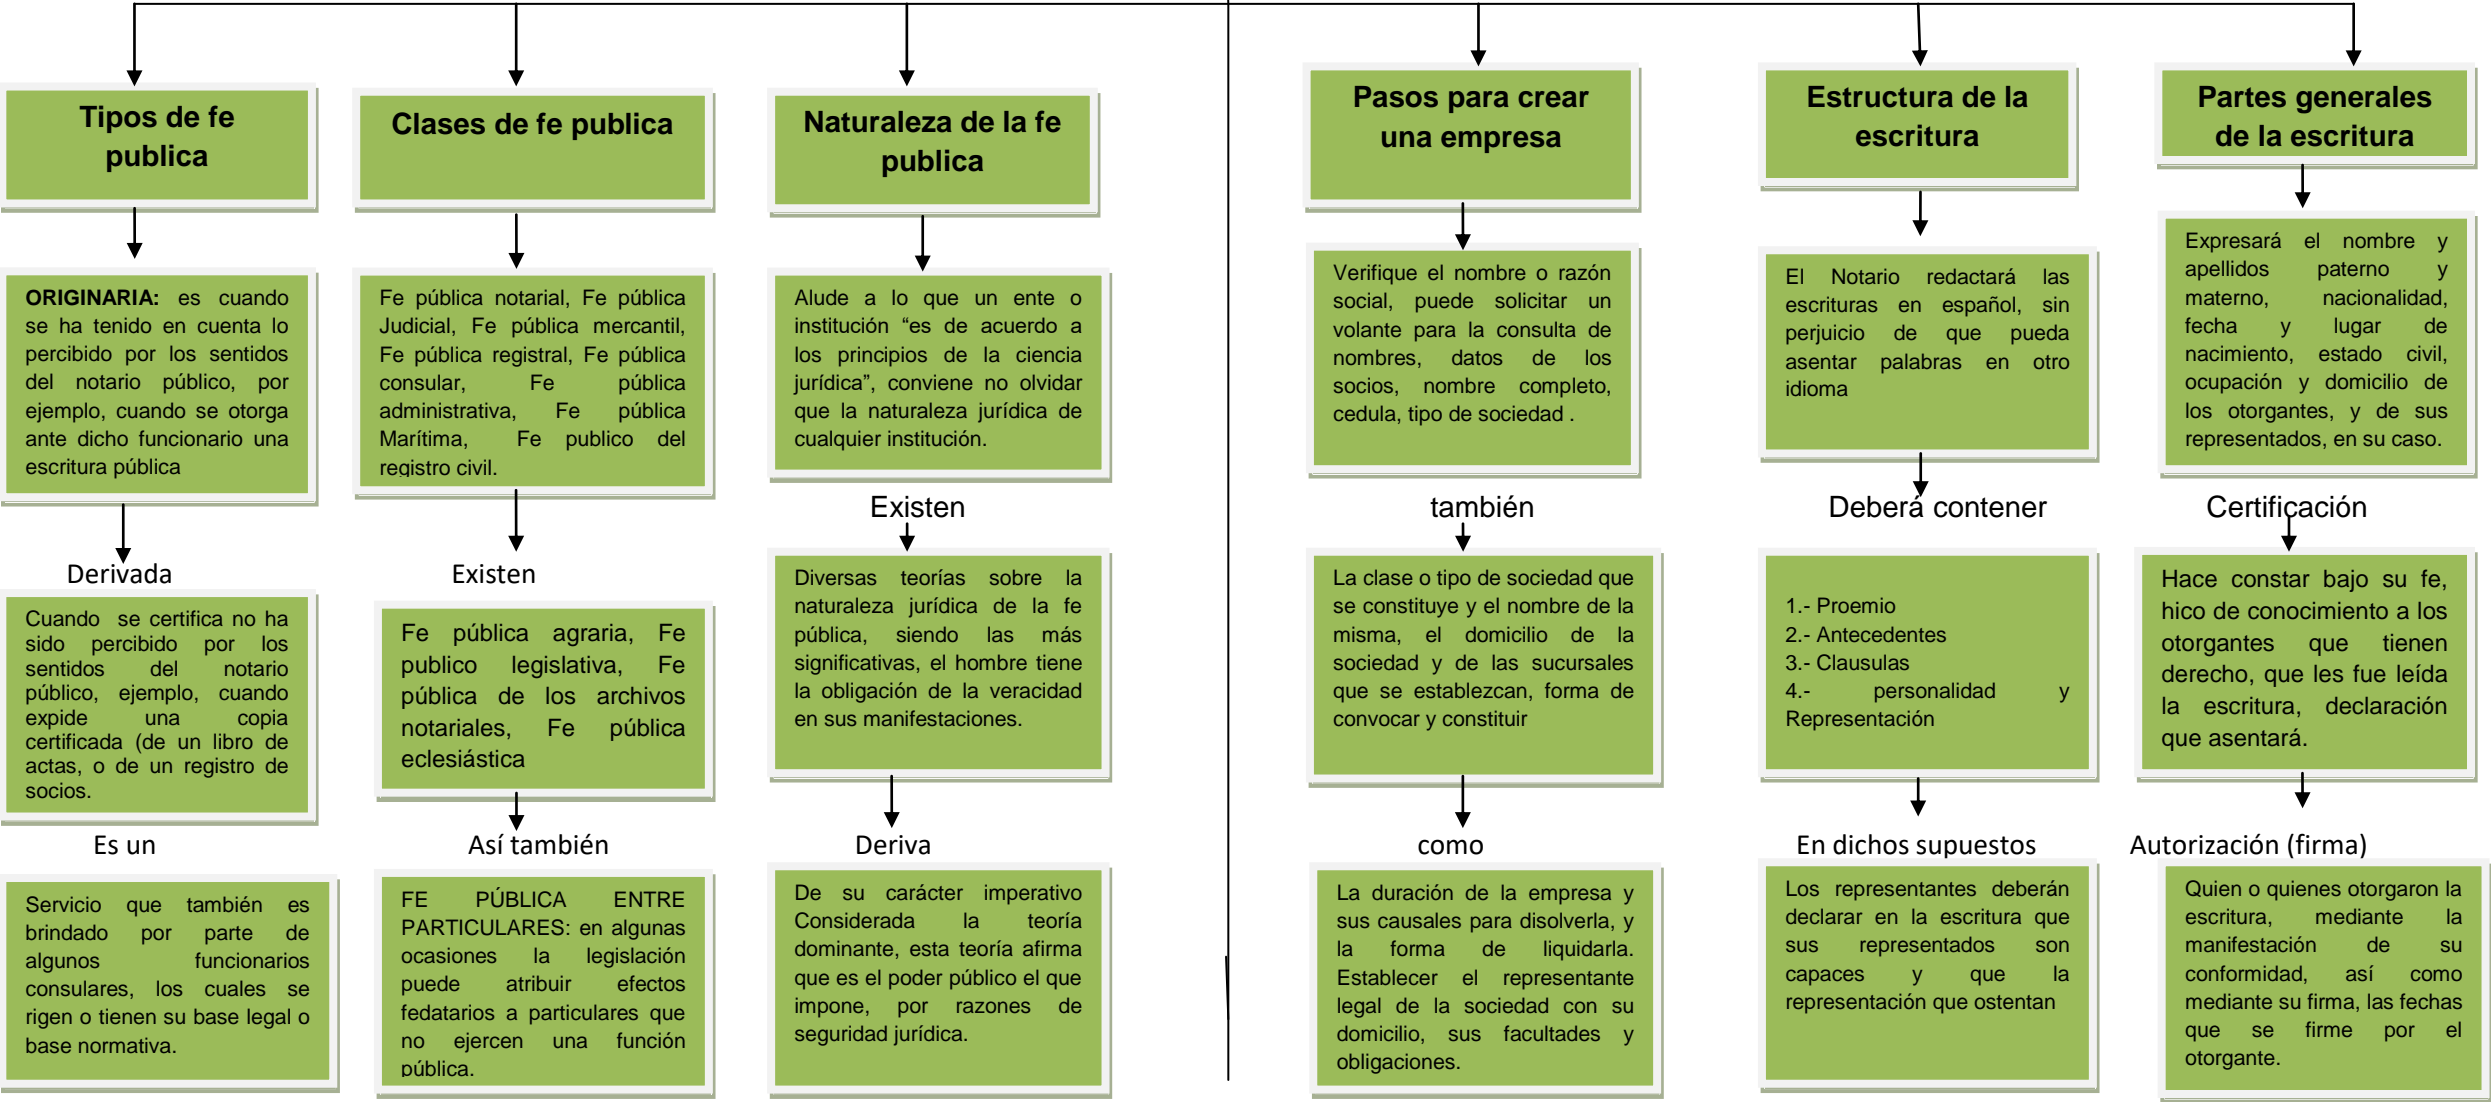 Tipos de fe
publica
ORIGINARIA: es cuando
se ha tenido en cuenta lo
percibido por los sentidos
del notario público, por
ejemplo, cuando se otorga
ante dicho funcionario una
escritura pública
Derivada
Cuando se certifica no ha
sido percibido por los
sentidos del notario
público, ejemplo, cuando
expide una copia
certificada (de un libro de
actas, o de un registro de
socios.
Es un
Servicio que también es
brindado por parte de
algunos funcionarios
consulares, los cuales se
rigen o tienen su base legal o
base normativa.
Clases de fe publica
Fe pública notarial, Fe pública
Judicial, Fe pública mercantil,
Fe pública registral, Fe pública
consular, Fe pública
administrativa, Fe pública
Marítima, Fe publico del
registro civil.
Existen
Fe pública agraria, Fe
publico legislativa, Fe
pública de los archivos
notariales, Fe pública
eclesiástica
Así también
FE PÚBLICA ENTRE
PARTICULARES: en algunas
ocasiones la legislación
puede atribuir efectos
fedatarios a particulares que
no ejercen una función
pública.
Naturaleza de la fe
publica
Alude a lo que un ente o
institución “es de acuerdo a
los principios de la ciencia
jurídica”, conviene no olvidar
que la naturaleza jurídica de
cualquier institución.
Existen
Diversas teorías sobre la
naturaleza jurídica de la fe
pública, siendo las más
significativas, el hombre tiene
la obligación de la veracidad
en sus manifestaciones.
Deriva
De su carácter imperativo
Considerada la teoría
dominante, esta teoría afirma
que es el poder público el que
impone, por razones de
seguridad jurídica.
Pasos para crear
una empresa
Verifique el nombre o razón
social, puede solicitar un
volante para la consulta de
nombres, datos de los
socios, nombre completo,
cedula, tipo de sociedad .
también
La clase o tipo de sociedad que
se constituye y el nombre de la
misma, el domicilio de la
sociedad y de las sucursales
que se establezcan, forma de
convocar y constituir
como
La duración de la empresa y
sus causales para disolverla, y
la forma de liquidarla.
Establecer el representante
legal de la sociedad con su
domicilio, sus facultades y
obligaciones.
Estructura de la
escritura
El Notario redactará las
escrituras en español, sin
perjuicio de que pueda
asentar palabras en otro
idioma
Deberá contener
1.- Proemio
2.- Antecedentes
3.- Clausulas
4.- personalidad y
Representación
En dichos supuestos
Los representantes deberán
declarar en la escritura que
sus representados son
capaces y que la
representación que ostentan
Partes generales
de la escritura
Expresará el nombre y
apellidos paterno y
materno, nacionalidad,
fecha y lugar de
nacimiento, estado civil,
ocupación y domicilio de
los otorgantes, y de sus
representados, en su caso.
Certificación
Hace constar bajo su fe,
hico de conocimiento a los
otorgantes que tienen
derecho, que les fue leída
la escritura, declaración
que asentará.
Autorización (firma)
Quien o quienes otorgaron la
escritura, mediante la
manifestación de su
conformidad, así como
mediante su firma, las fechas
que se firme por el
otorgante.